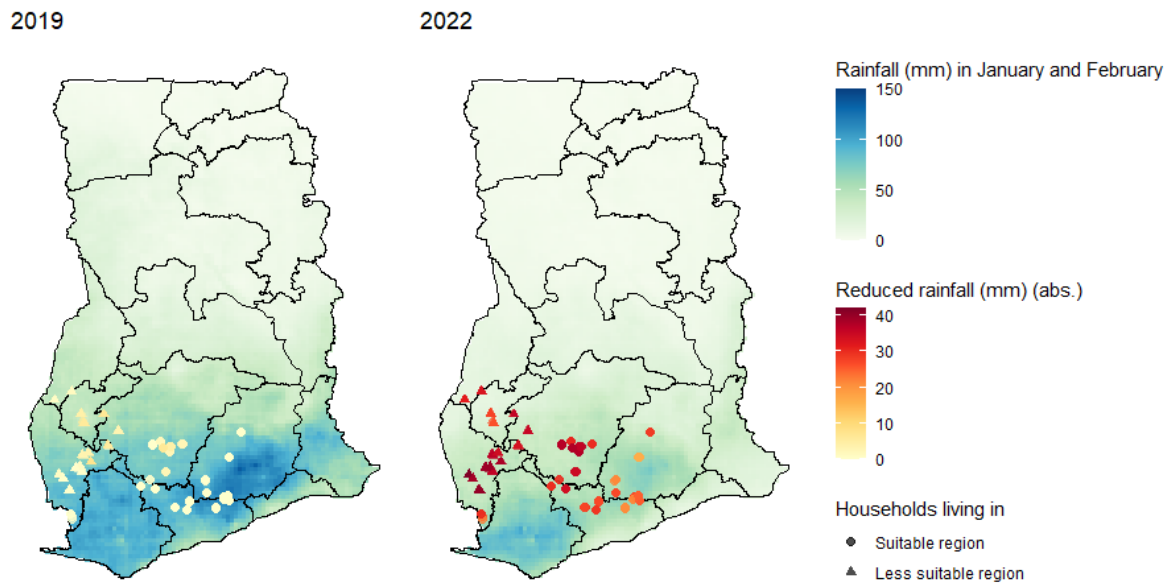 2019
2022
Rainfall (mm) in January and February
150
100
50
0
Reduced rainfall (mm) (abs.)
40
30
20
10
0
Households living in
Suitable region
Less suitable region